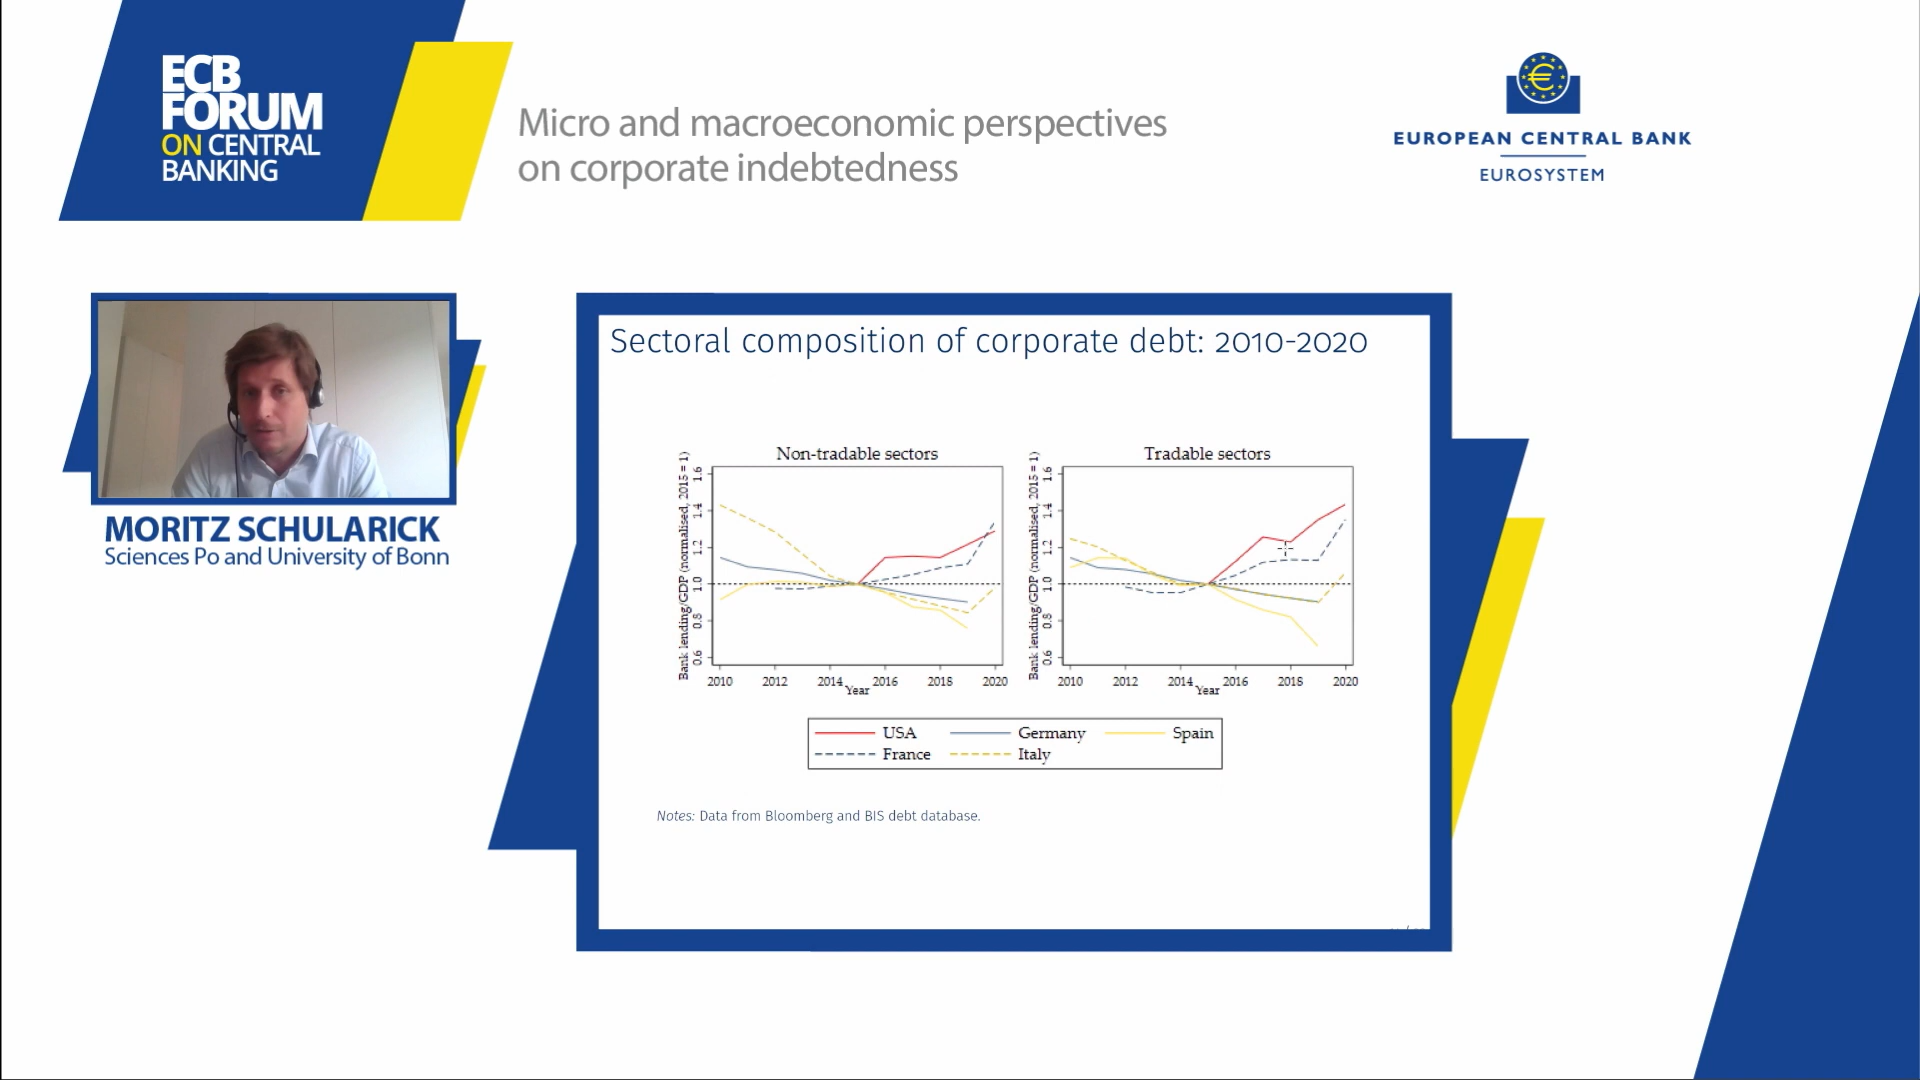 ECB
FORUM
ON CENTRAL
BANKING
Micro and macroeconomic perspectives
on corporate indebtedness
€
EUROPEAN CENTRAL BANK
EUROSYSTEM
MORITZ SCHULARICK
Sciences Po and University of Bonn
Sectoral composition of corporate debt: 2010-2020
Non-tradable sectors
Bank lending/GDP (normalised, 2015 = 1)
1.6
1.4
1.2
1.0
0.8
0.6
2010 2012 2014 2016 2018 2020
Year
Tradable sectors
Bank lending/GDP (normalised, 2015 = 1)
1.6
1.4
1.2
1.0
0.8
0.6
2010 2012 2014 2016 2018 2020
Year
USA Germany Spain
France Italy
Notes: Data from Bloomberg and BIS debt database.